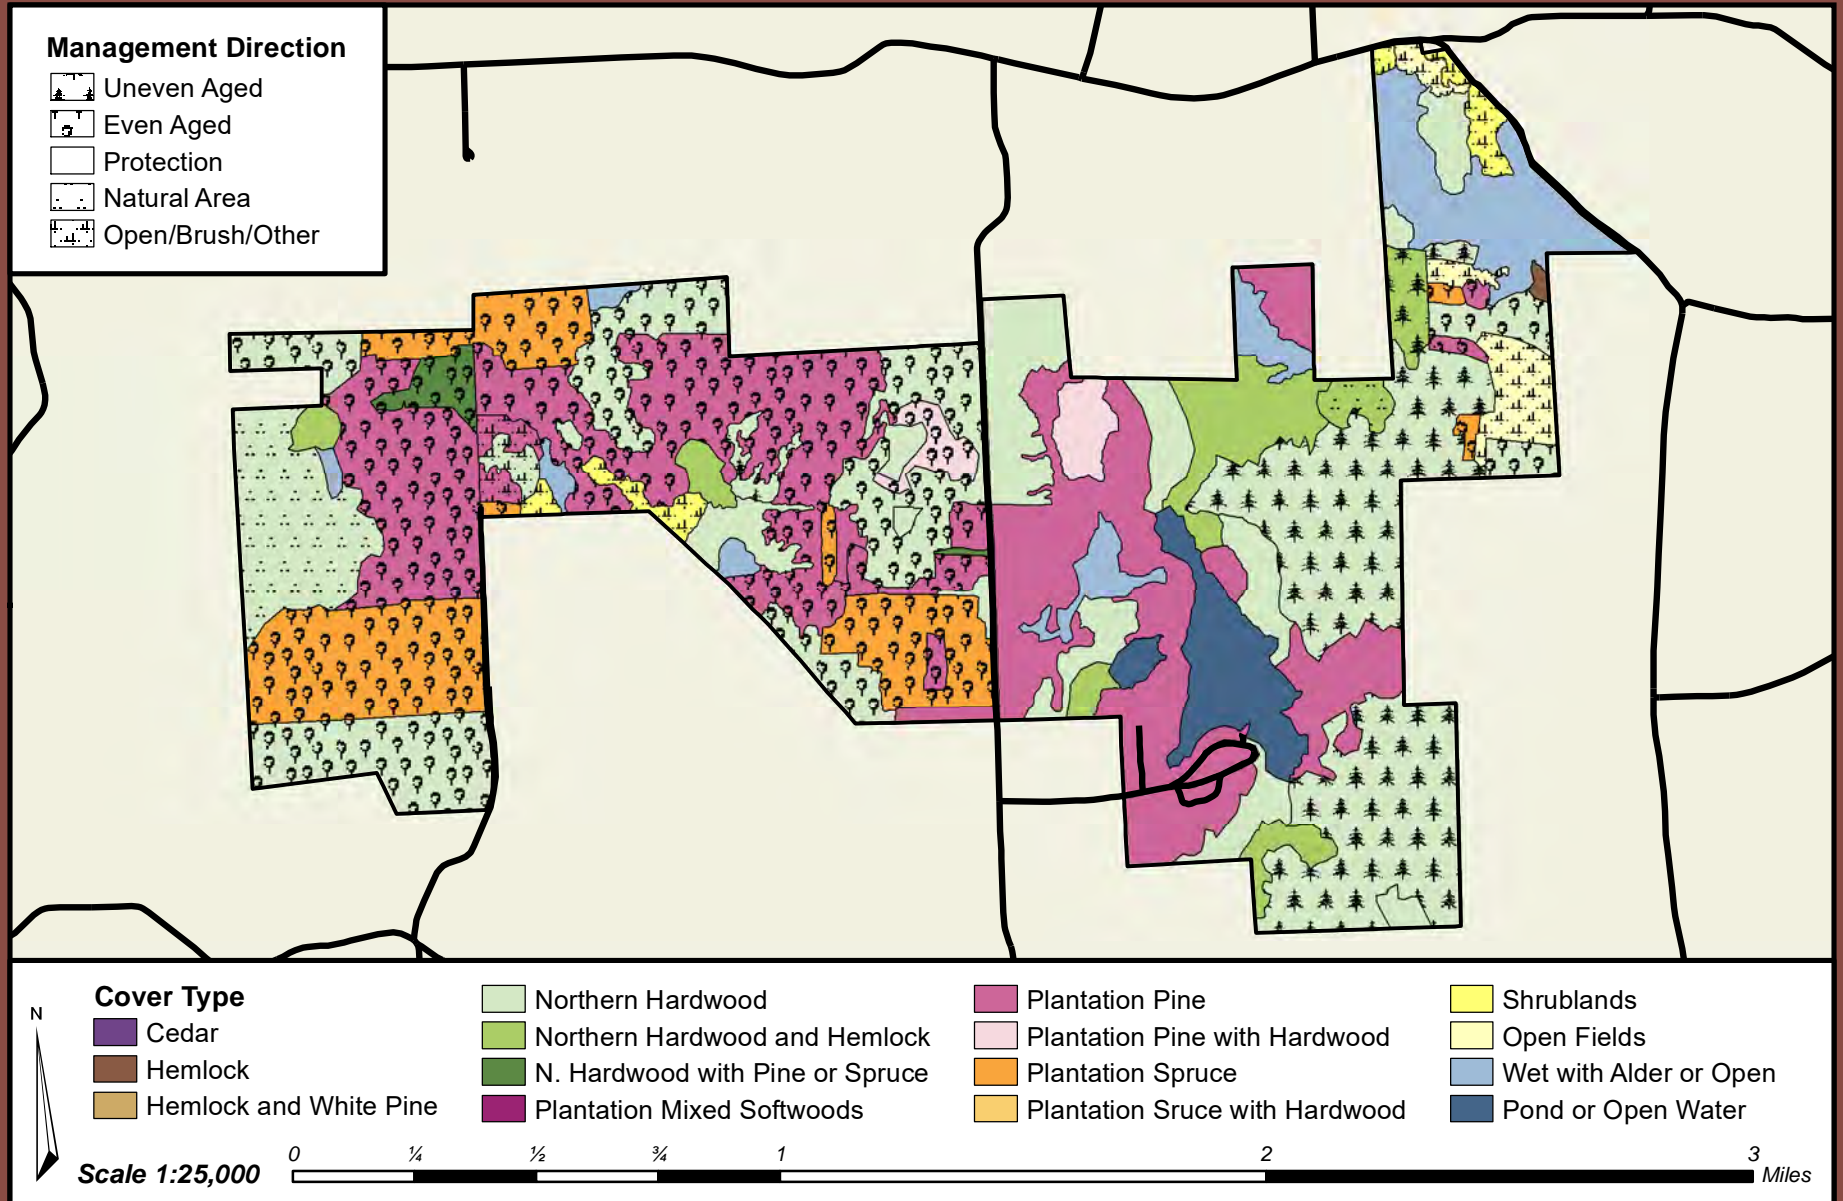 Management Direction
Uneven Aged
Even Aged
Protection
Natural Area
Open/Brush/Other
Cover Type
Cedar
Hemlock
Hemlock and White Pine
Northern Hardwood
Northern Hardwood and Hemlock
N. Hardwood with Pine or Spruce
Plantation Mixed Softwoods
Plantation Pine
Plantation Pine with Hardwood
Plantation Spruce
Plantation Sruce with Hardwood
Shrublands
Open Fields
Wet with Alder or Open
Pond or Open Water
N
Scale 1:25,000
0 ¼ ½ ¾ 1 2 3
Miles